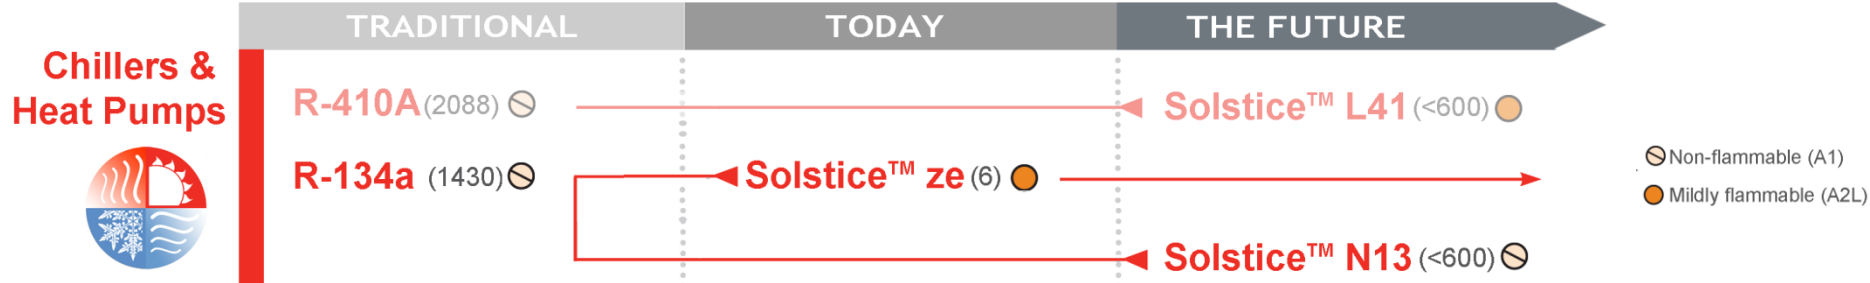 TRADITIONAL TODAY THE FUTURE
Chillers &
Heat Pumps
R-410A (2088) Solstice™ L41 (<600)
R-134a (1430) Solstice™ ze (6)
Solstice™ N13 (<600)
Non-flammable (A1)
Mildly flammable (A2L)